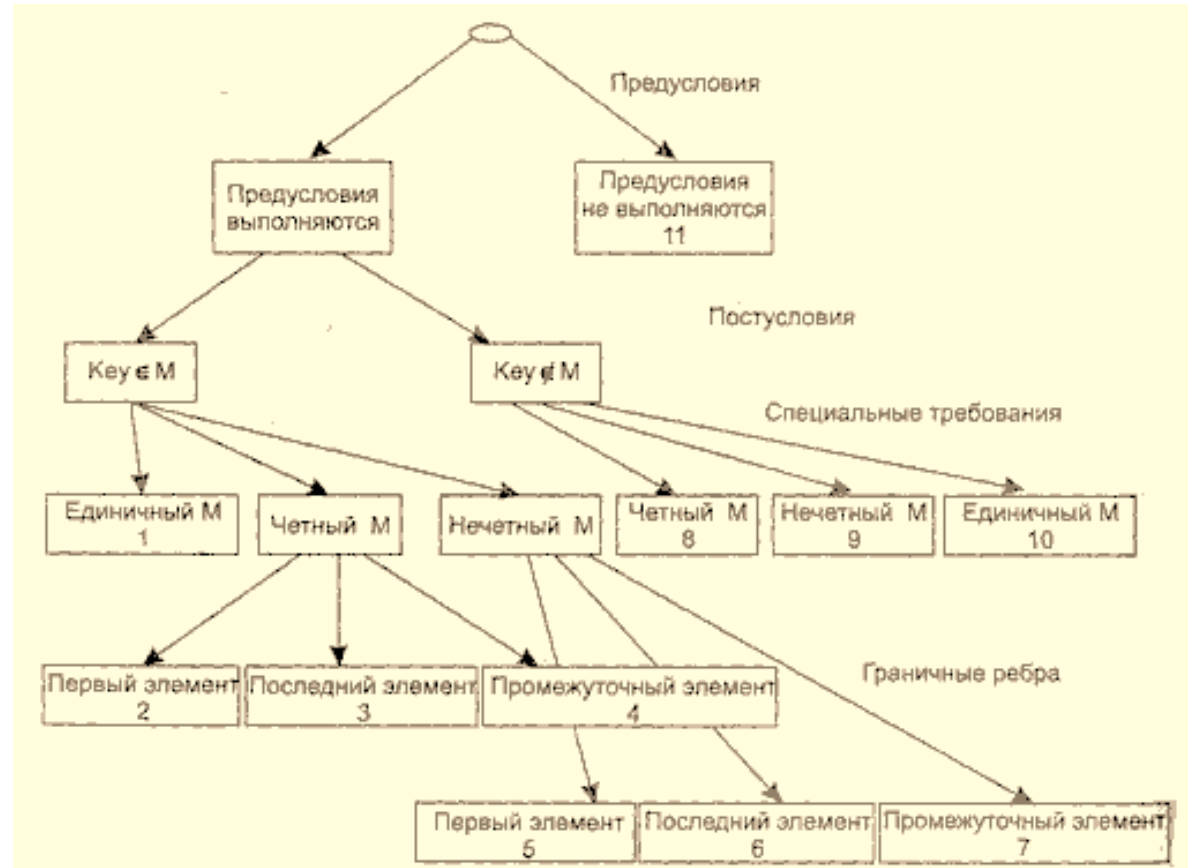 Предусловия
Предусловия
выполняются
Предусловия
не выполняются
11
Постусловия
Key ∈ M
Key ∉ M
Специальные требования
Единичный М
1
Четный М
Нечетный М
Четный М
8
Нечетный М
9
Единичный М
10
Первый элемент
2
Последний элемент
3
Промежуточный элемент
4
Граничные ребра
Первый элемент
5
Последний элемент
6
Промежуточный элемент
7